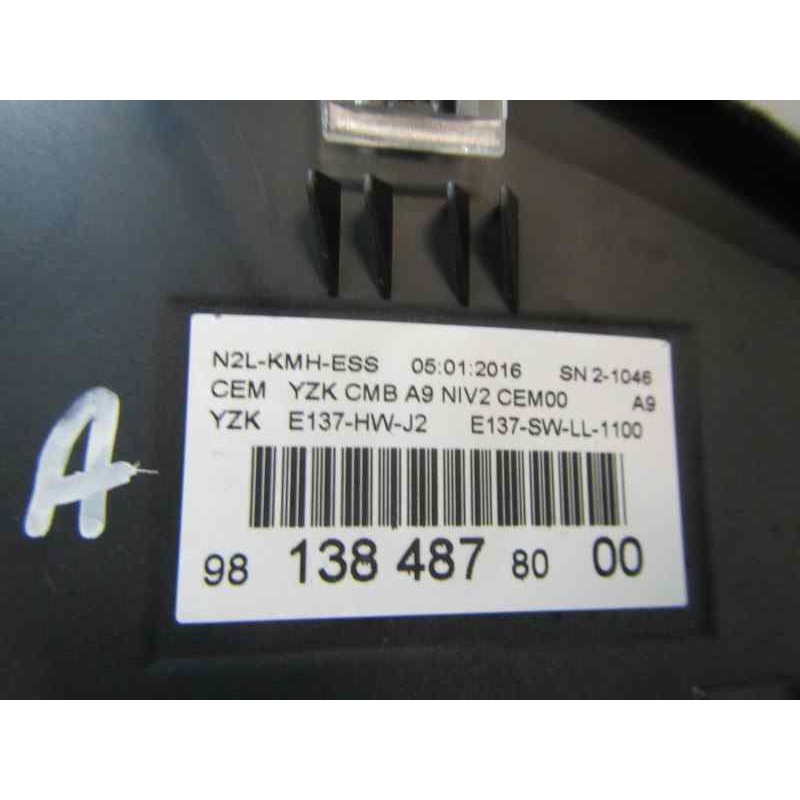 N2L-KMH-ESS 05:01:2016 SN 2-1046
CEM YZK CMB A9 NIV2 CEM00 A9
YZK E137-HW-J2 E137-SW-LL-1100
98 138 487 80 00
A